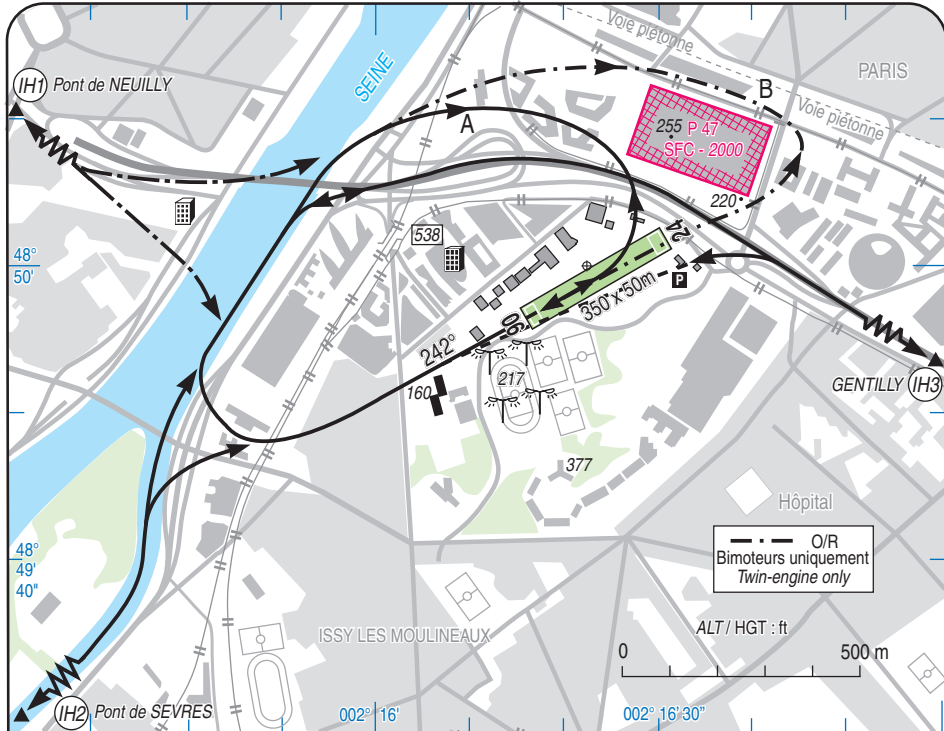 IH1 Pont de NEUILLY
SEINE
Voie piétonne
PARIS
A
B
Voie piétonne
255 P 47
SFC - 2000
220
48°
50'
538
24
P
350 x 50m
06
242°
160
217
GENTILLY IH3
377
Hôpital
48°
49'
40"
O/R
Bimoteurs uniquement
Twin-engine only
ISSY LES MOULINEAUX
ALT / HGT : ft
0 500 m
IH2 Pont de SEVRES
002° 16'
002° 16' 30"